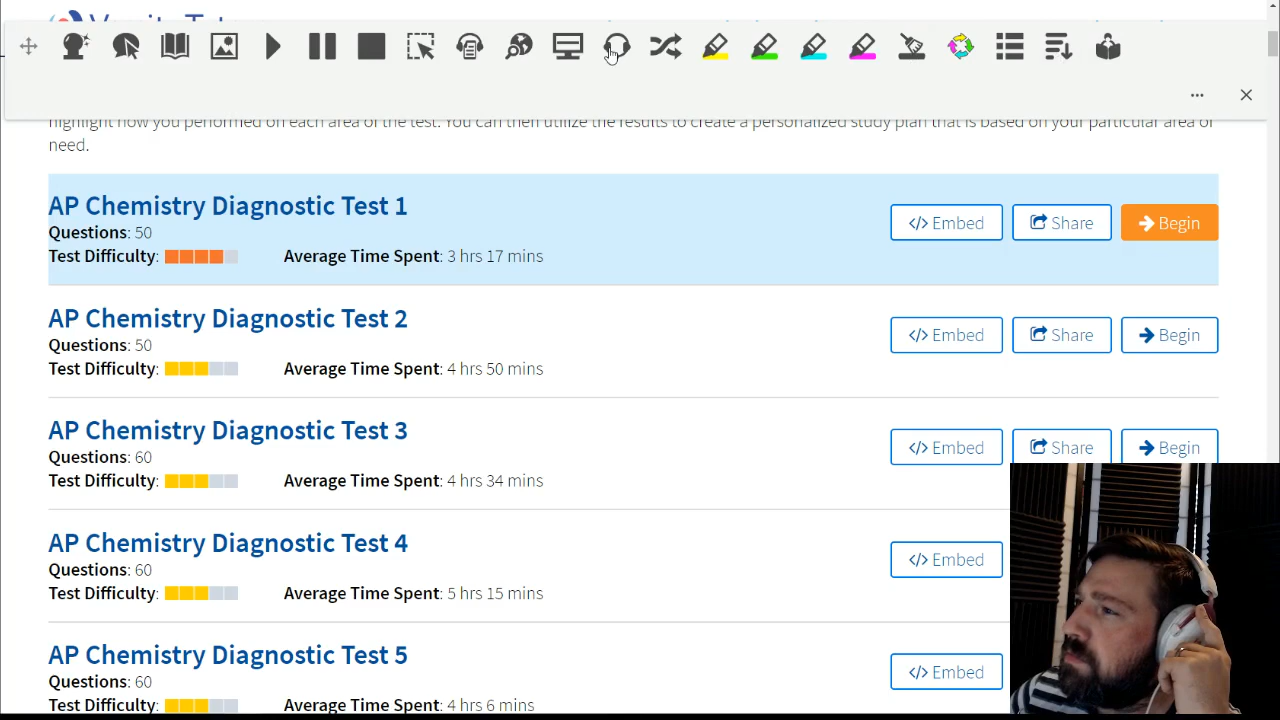 highlight how you performed on each area of the test. You can then utilize the results to create a personalized study plan that is based on your particular area of
need.
AP Chemistry Diagnostic Test 1
Questions: 50
Test Difficulty:
Average Time Spent: 3 hrs 17 mins
</> Embed
Share
Begin
AP Chemistry Diagnostic Test 2
Questions: 50
Test Difficulty:
Average Time Spent: 4 hrs 50 mins
</> Embed
Share
Begin
AP Chemistry Diagnostic Test 3
Questions: 60
Test Difficulty:
Average Time Spent: 4 hrs 34 mins
</> Embed
Share
Begin
AP Chemistry Diagnostic Test 4
Questions: 60
Test Difficulty:
Average Time Spent: 5 hrs 15 mins
</> Embed
AP Chemistry Diagnostic Test 5
Questions: 60
Test Difficulty:
Average Time Spent: 4 hrs 6 mins
</> Embed